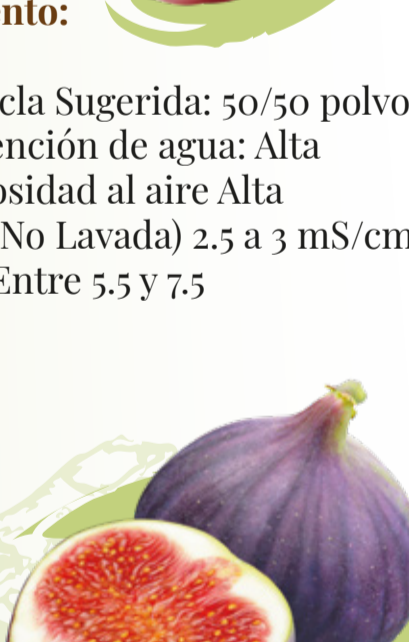 nto:
cla Sugerida: 50/50 polvo
ención de agua: Alta
osidad al aire Alta
(No Lavada) 2.5 a 3 mS/cm
Entre 5.5 y 7.5